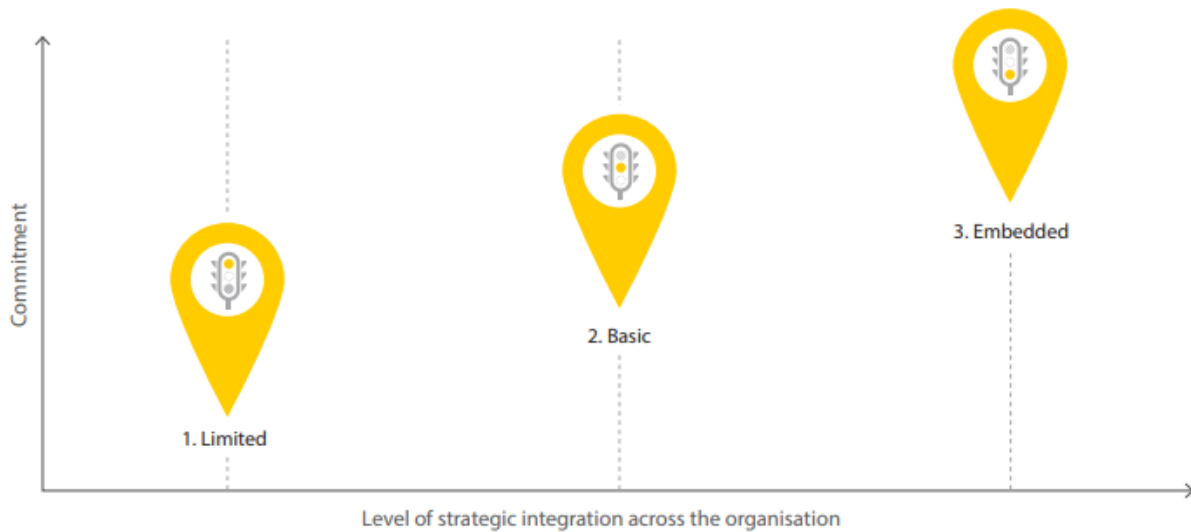 Commitment
1. Limited
2. Basic
3. Embedded
Level of strategic integration across the organisation